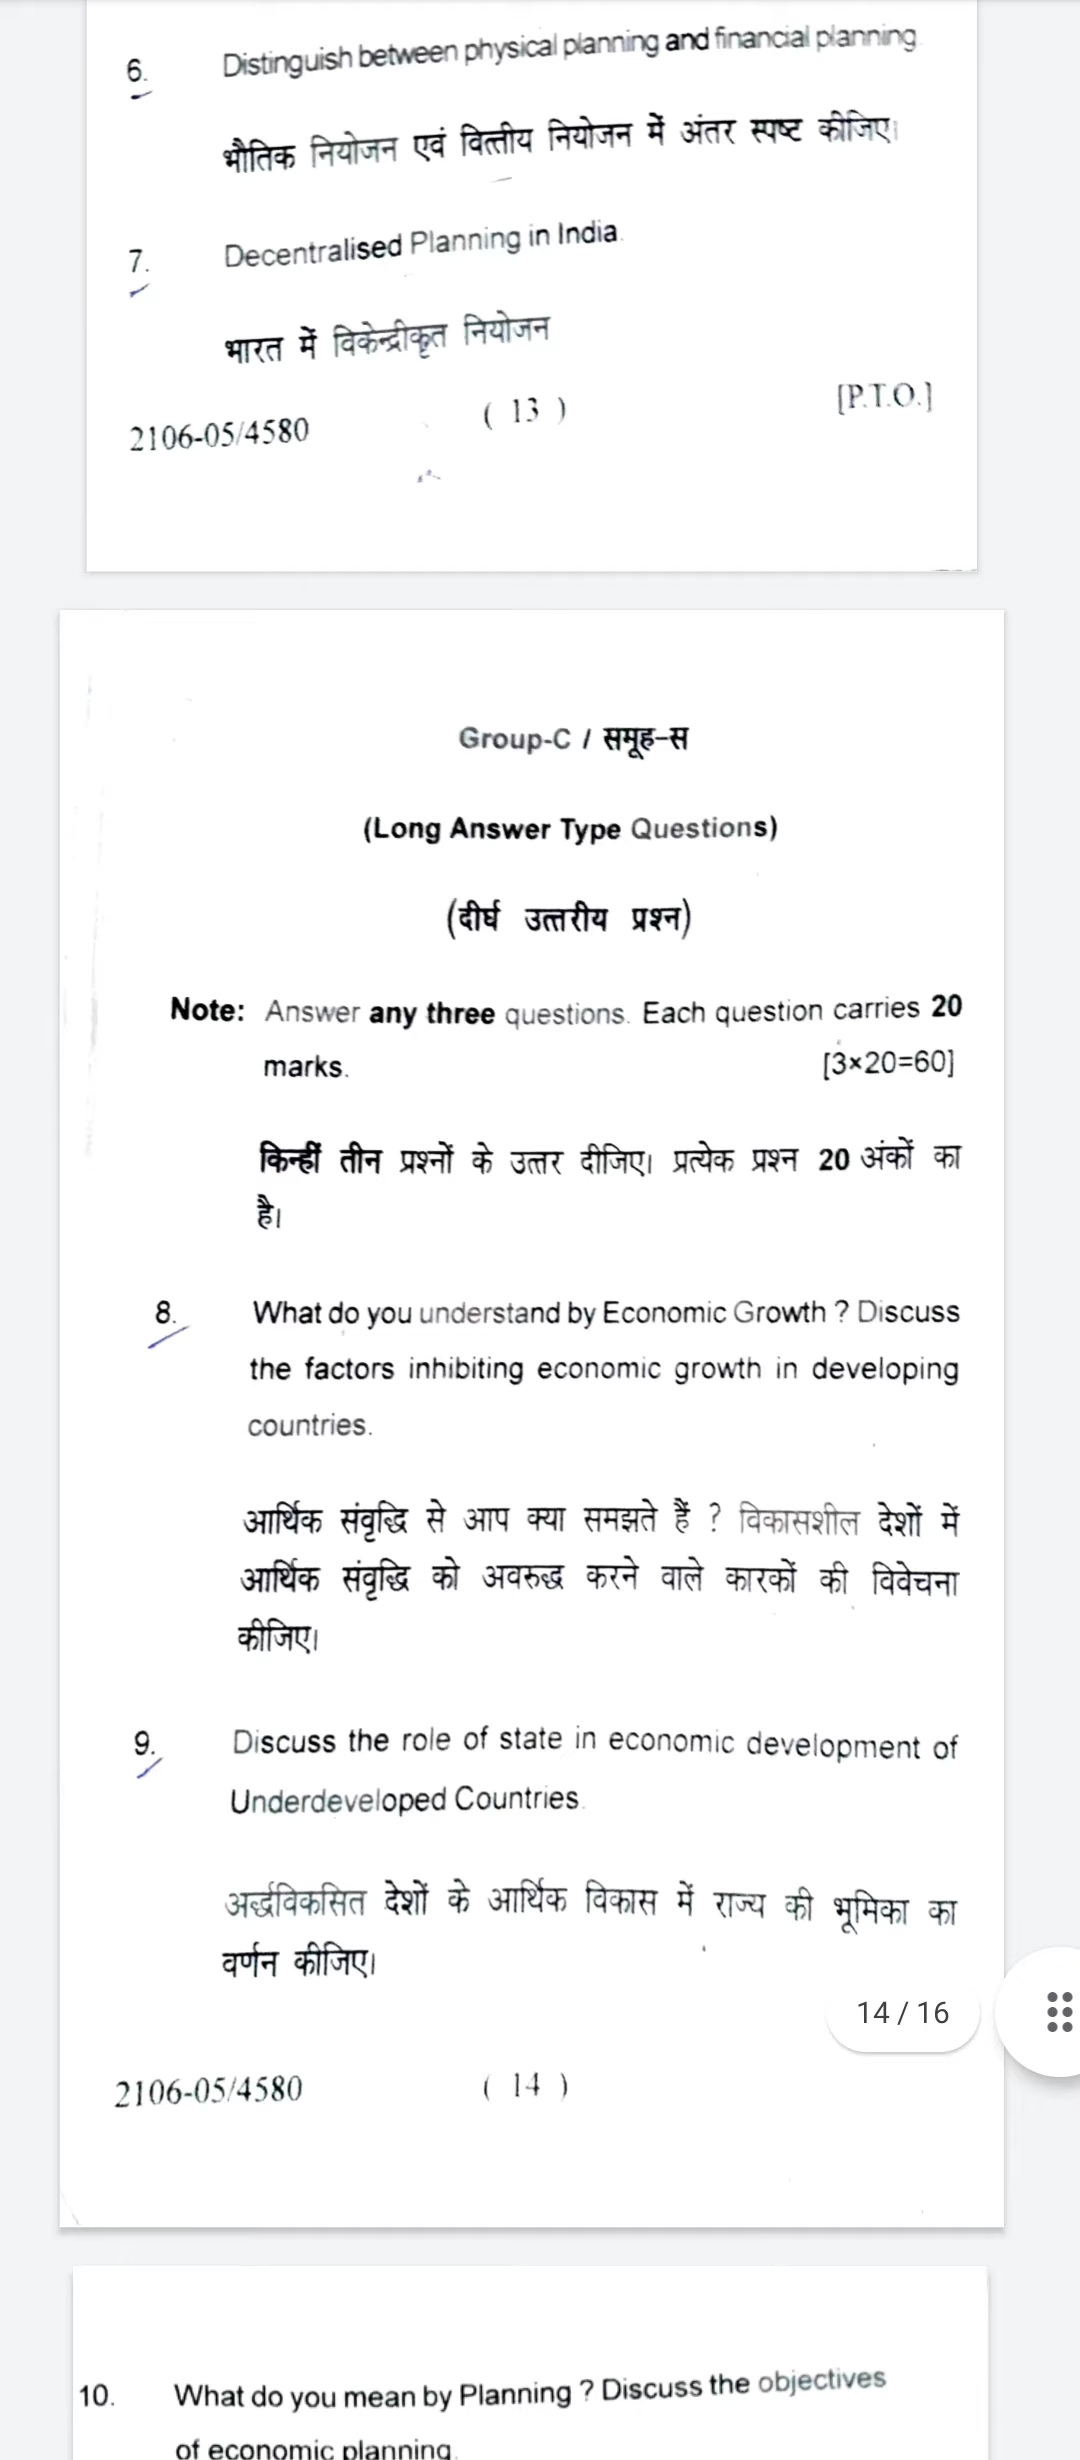 6. Distinguish between physical planning and financial planning.
भौतिक नियोजन एवं वित्तीय नियोजन में अंतर स्पष्ट कीजिए।
7. Decentralised Planning in India.
भारत में विकेन्द्रीकृत नियोजन
2106-05/4580 ( 13 ) [P.T.O.]
Group-C / समूह-स
(Long Answer Type Questions)
(दीर्घ उत्तरीय प्रश्न)
Note: Answer any three questions. Each question carries 20
marks. [3×20=60]
किन्हीं तीन प्रश्नों के उत्तर दीजिए। प्रत्येक प्रश्न 20 अंकों का
है।
8. What do you understand by Economic Growth ? Discuss
the factors inhibiting economic growth in developing
countries.
आर्थिक संवृद्धि से आप क्या समझते हैं ? विकासशील देशों में
आर्थिक संवृद्धि को अवरुद्ध करने वाले कारकों की विवेचना
कीजिए।
9. Discuss the role of state in economic development of
Underdeveloped Countries.
अर्द्धविकसित देशों के आर्थिक विकास में राज्य की भूमिका का
वर्णन कीजिए।
14 / 16
2106-05/4580 ( 14 )
10. What do you mean by Planning ? Discuss the objectives
of economic planning.